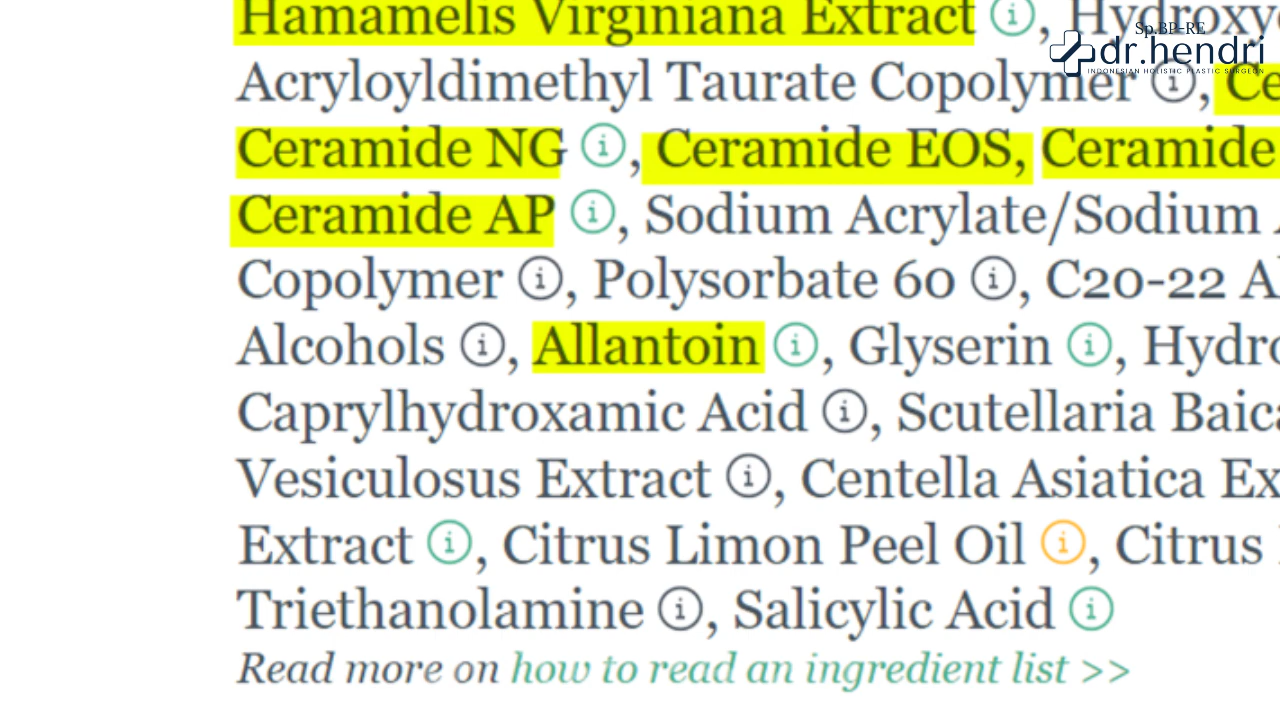 Hamamelis Virginiana Extract i, Hydroxy
Sp.BP-RE
dr.hendri
INDONESIAN HOLISTIC PLASTIC SURGEON
Acryloyldimethyl Taurate Copolymer i, Ce
Ceramide NG i, Ceramide EOS, Ceramide
Ceramide AP i, Sodium Acrylate/Sodium
Copolymer i, Polysorbate 60 i, C20-22 Al
Alcohols i, Allantoin i, Glyserin i, Hydro
Caprylhydroxamic Acid i, Scutellaria Baica
Vesiculosus Extract i, Centella Asiatica Ex
Extract i, Citrus Limon Peel Oil i, Citrus
Triethanolamine i, Salicylic Acid i
Read more on how to read an ingredient list >>